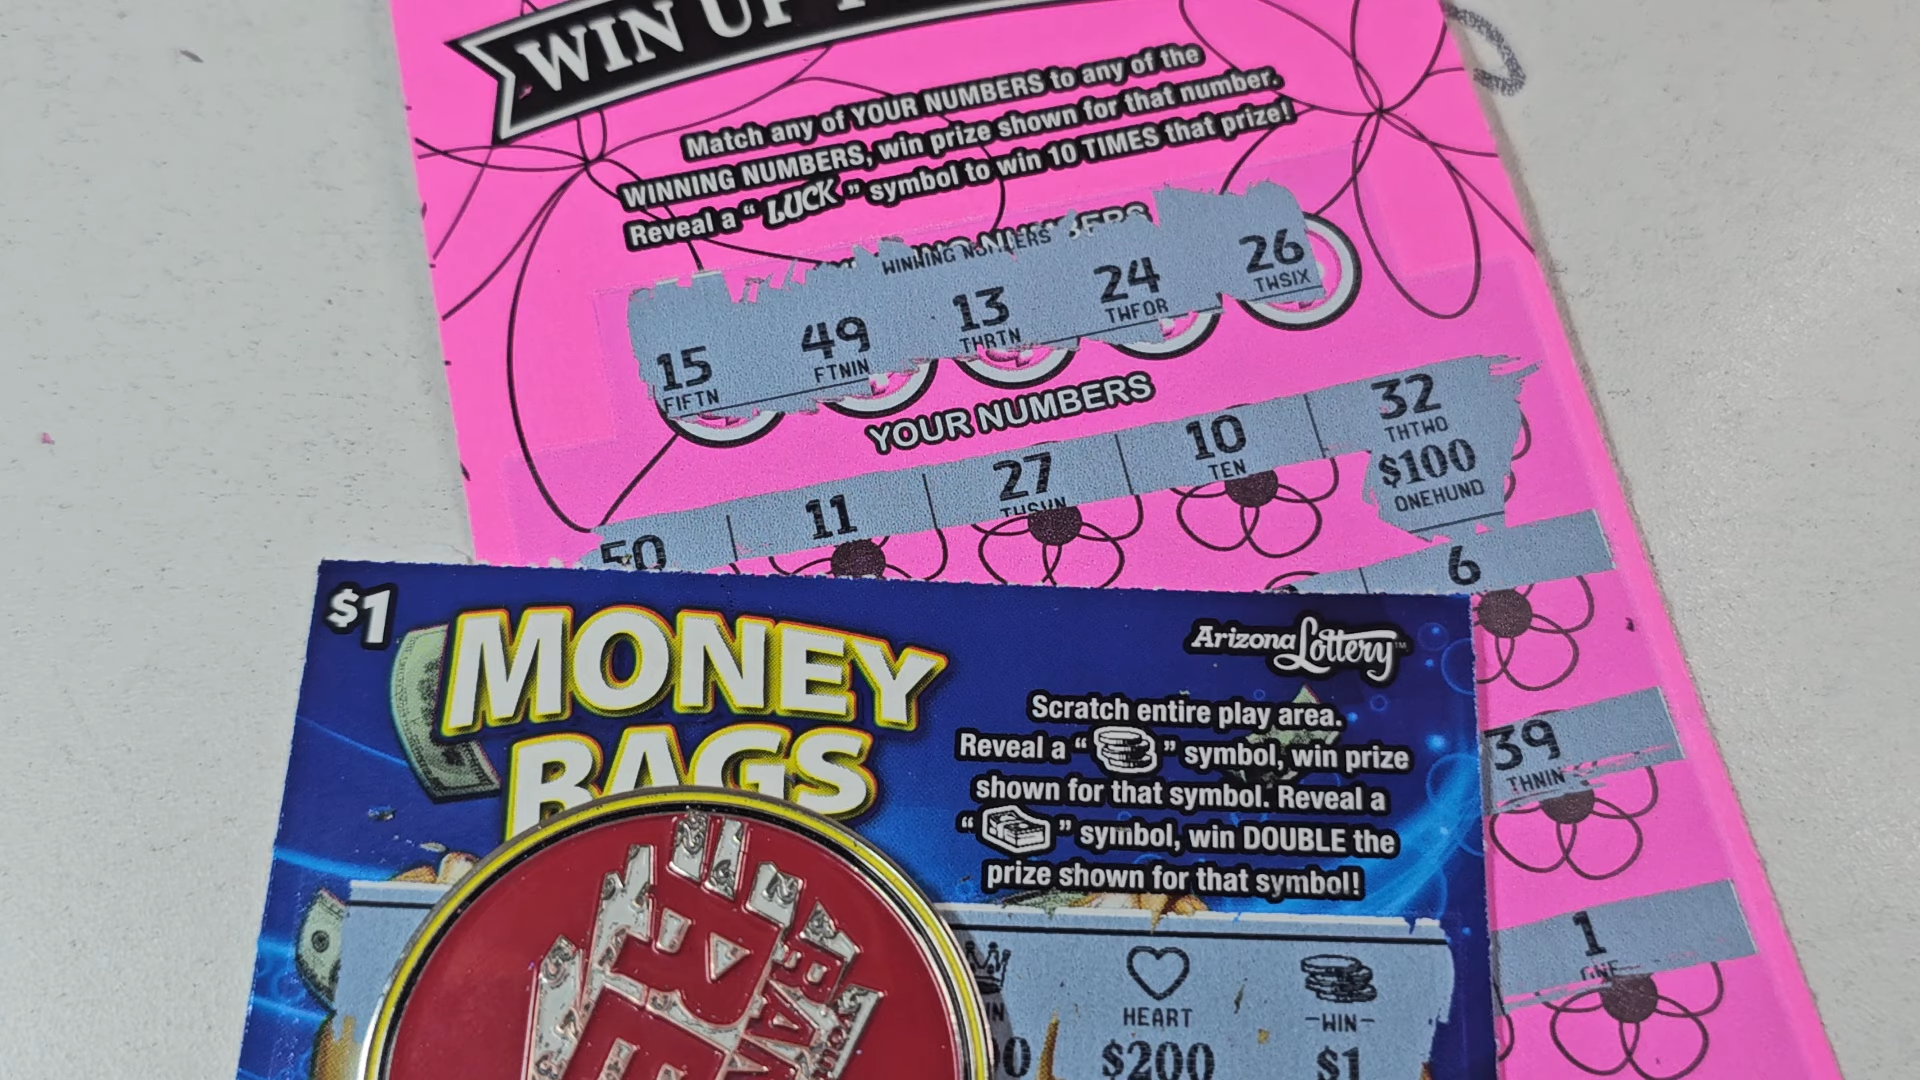 WIN UP
Match any of YOUR NUMBERS to any of the
WINNING NUMBERS, win prize shown for that number.
Reveal a "LUCK" symbol to win 10 TIMES that prize!
WINNING NUMBERS
15 49 13 24 26
FIFTN FTNIN THRTN TWFOR TWSIX
YOUR NUMBERS
50 11 27 10 32
TEN THTWO
$100
ONEHUND
6
39
THNIN
1
ONE
$1
MONEY
BAGS
Arizona Lottery™
Scratch entire play area.
Reveal a " " symbol, win prize
shown for that symbol. Reveal a
" " symbol, win DOUBLE the
prize shown for that symbol!
HEART -WIN-
$200 $1